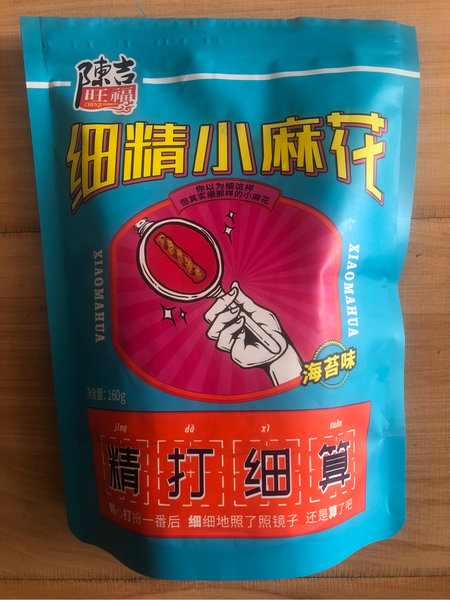 陳吉
旺福
细精小麻花
你以为细这样
但其实细那样的小麻花
XIAOMAHUA
XIAOMAHUA
海苔味
净含量：160g
jīng dǎ xì suàn
精打细算
精心打扮一番后 细细地照了照镜子 还是算了吧